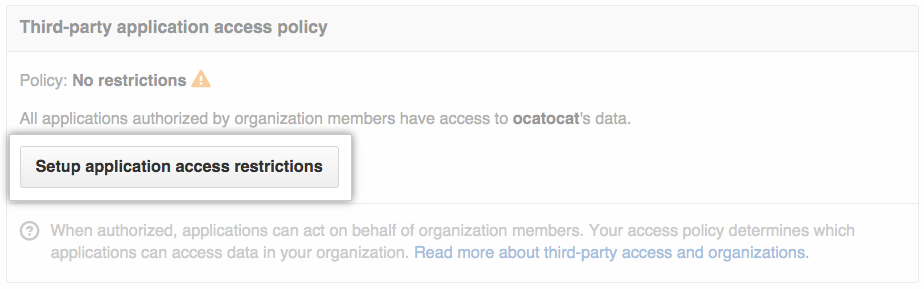 Third-party application access policy
Policy: No restrictions
All applications authorized by organization members have access to ocatocat's data.
Setup application access restrictions
When authorized, applications can act on behalf of organization members. Your access policy determines which
applications can access data in your organization. Read more about third-party access and organizations.